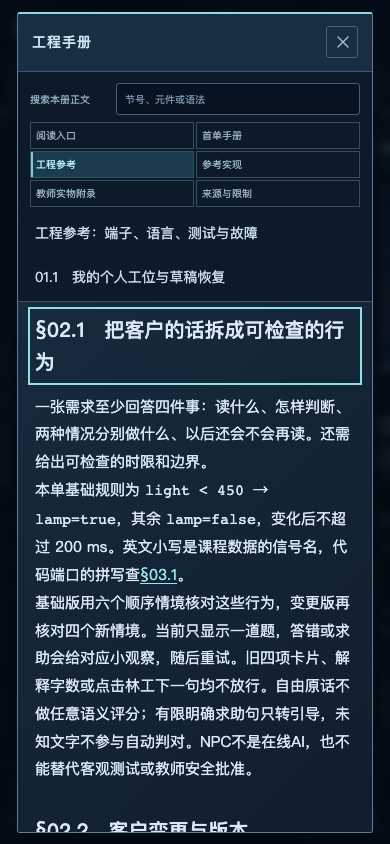 工程手册
搜索本册正文 节号、元件或语法
阅读入口 首单手册
工程参考 参考实现
教师实物附录 来源与限制
工程参考：端子、语言、测试与故障
01.1 我的个人工位与草稿恢复
§02.1 把客户的话拆成可检查的行
为
一张需求至少回答四件事：读什么、怎样判断、
两种情况分别做什么、以后还会不会再读。还需
给出可检查的时限和边界。
本单基础规则为 light < 450 →
lamp=true，其余 lamp=false，变化后不超
过 200 ms。英文小写是课程数据的信号名，代
码端口的拼写查§03.1。
基础版用六个顺序情境核对这些行为，变更版再
核对四个新情境。当前只显示一道题，答错或求
助会给对应小观察，随后重试。旧四项卡片、解
释字数或点击林工下一句均不放行。自由原话不
做任意语义评分；有限明确求助句只转引导，未
知文字不参与自动判对。NPC不是在线AI，也不
能替代客观测试或教师安全批准。
§02.2 客户变更与版本